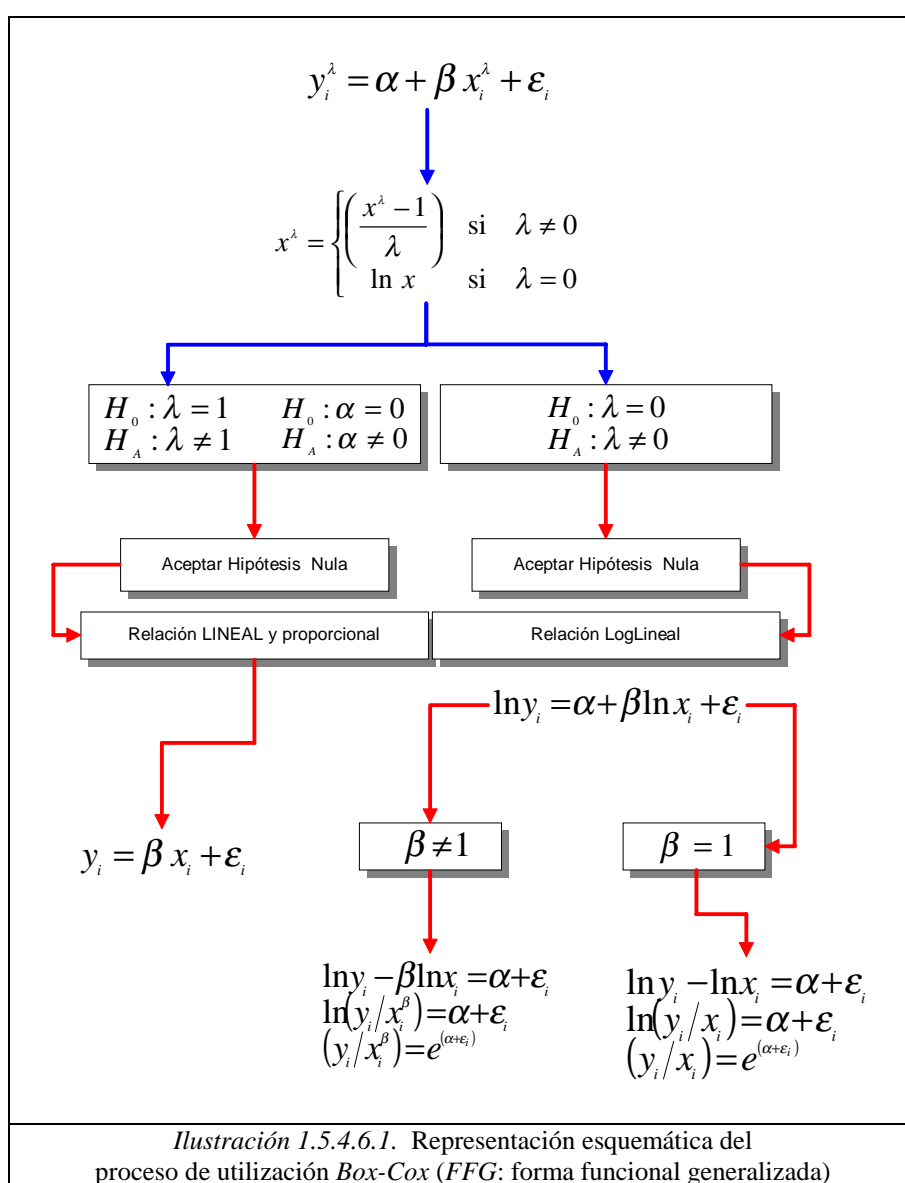 y_i^λ = α + β x_i^λ + ε_i
x^λ = { ( (x^λ − 1) / λ ) si λ ≠ 0
ln x si λ = 0
H_0 : λ = 1 H_0 : α = 0
H_A : λ ≠ 1 H_A : α ≠ 0
H_0 : λ = 0
H_A : λ ≠ 0
Aceptar Hipótesis Nula
Aceptar Hipótesis Nula
Relación LINEAL y proporcional
Relación LogLineal
ln y_i = α + β ln x_i + ε_i
y_i = β x_i + ε_i
β ≠ 1
β = 1
ln y_i − β ln x_i = α + ε_i
ln(y_i / x_i^β) = α + ε_i
(y_i / x_i^β) = e^(α+ε_i)
ln y_i − ln x_i = α + ε_i
ln(y_i / x_i) = α + ε_i
(y_i / x_i) = e^(α+ε_i)
Ilustración 1.5.4.6.1. Representación esquemática del
proceso de utilización Box-Cox (FFG: forma funcional generalizada)